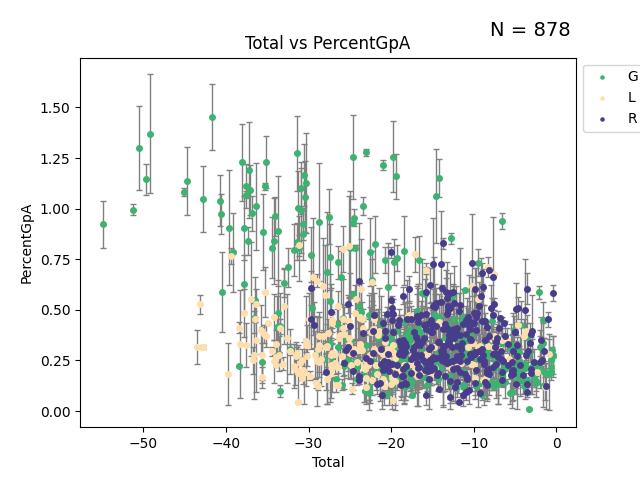 N = 878
Total vs PercentGpA
G
L
R
1.50
1.25
1.00
0.75
0.50
0.25
0.00
PercentGpA
−50
−40
−30
−20
−10
0
Total